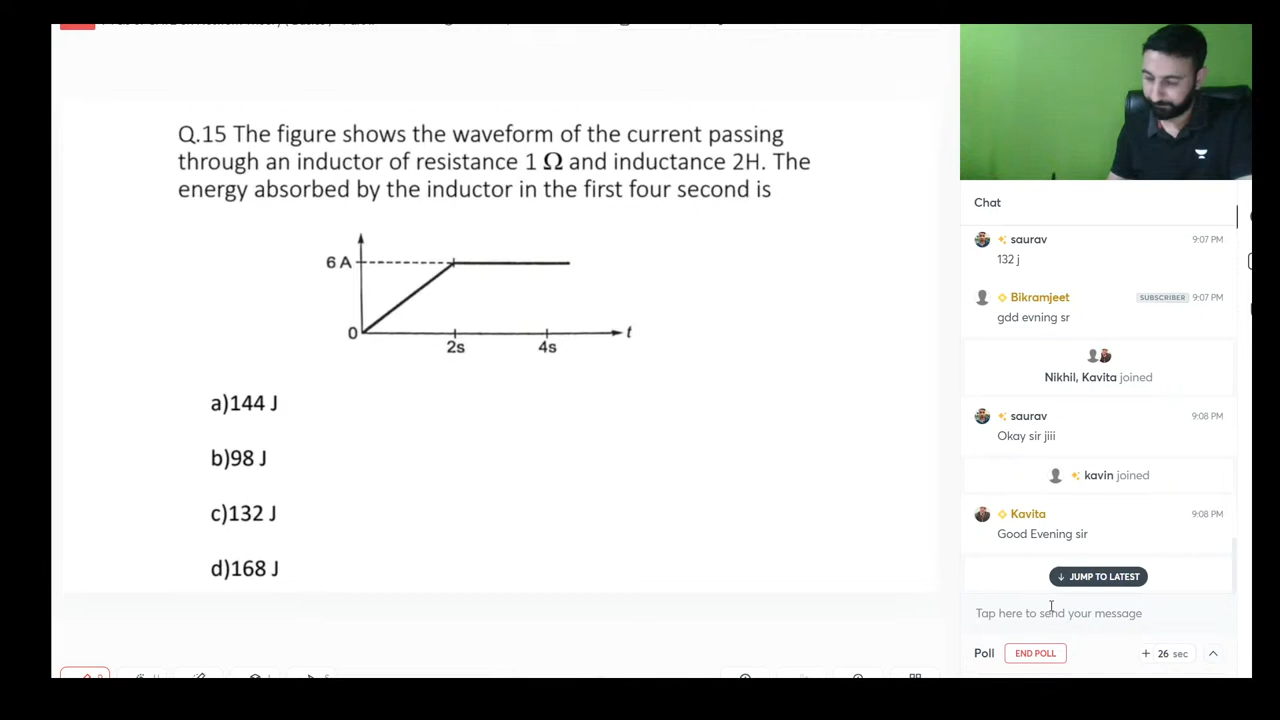 Q.15 The figure shows the waveform of the current passing
through an inductor of resistance 1 Ω and inductance 2H. The
energy absorbed by the inductor in the first four second is
6 A
0
2s
4s
t
a)144 J
b)98 J
c)132 J
d)168 J
Chat
saurav 9:07 PM
132 j
Bikramjeet SUBSCRIBER 9:07 PM
gdd evning sr
Nikhil, Kavita joined
saurav 9:08 PM
Okay sir jiii
kavin joined
Kavita 9:08 PM
Good Evening sir
↓ JUMP TO LATEST
Tap here to send your message
Poll END POLL + 26 sec